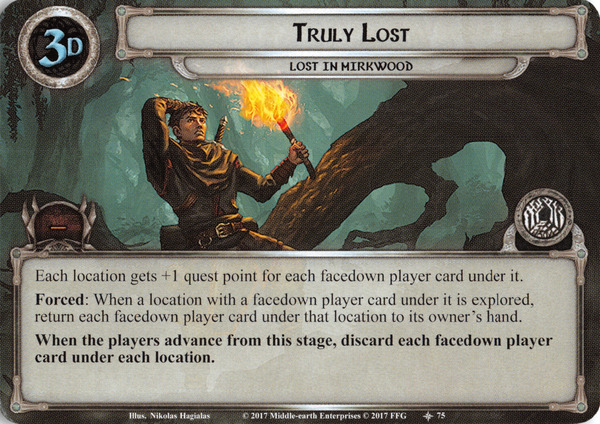 3D
TRULY LOST
LOST IN MIRKWOOD
Each location gets +1 quest point for each facedown player card under it.
Forced: When a location with a facedown player card under it is explored,
return each facedown player card under that location to its owner's hand.
When the players advance from this stage, discard each facedown player
card under each location.
Illus. Nikolas Hagialas © 2017 Middle-earth Enterprises © 2017 FFG 75